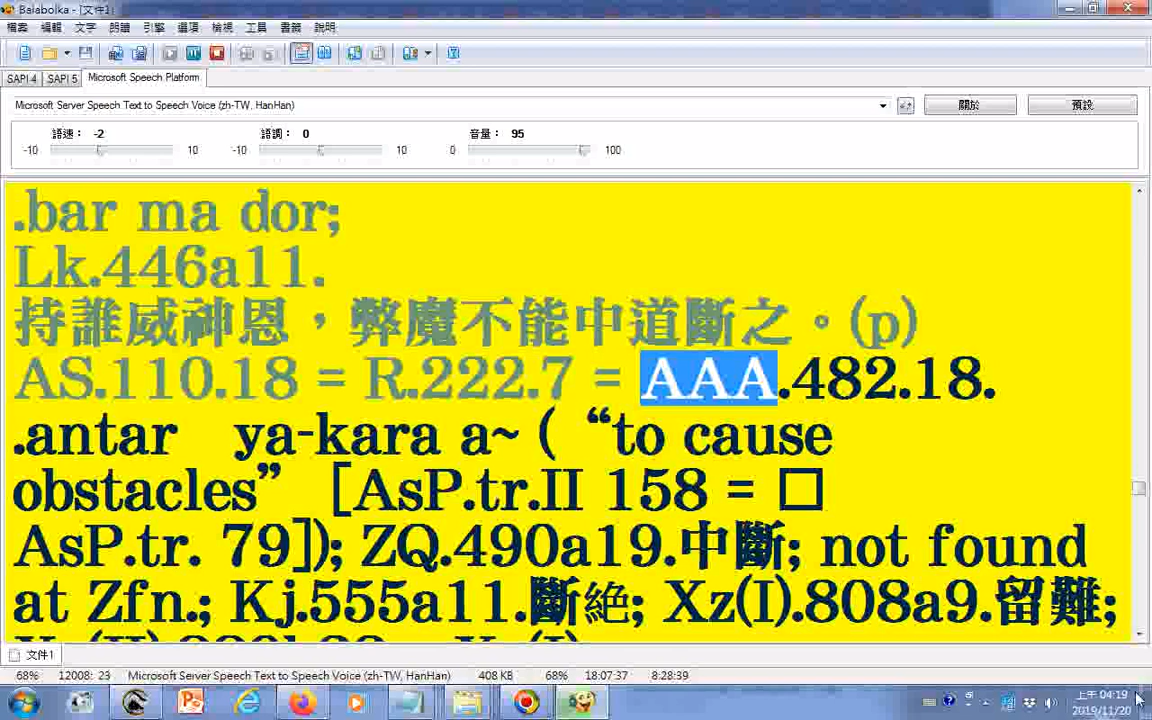 Balabolka - [文件1]
檔案 編輯 文字 朗讀 引擎 選項 檢視 工具 書籤 說明
SAPI 4 SAPI 5 Microsoft Speech Platform
Microsoft Server Speech Text to Speech Voice (zh-TW, HanHan) 關於 預設
語速： -2 語調： 0 音量： 95
-10 10 -10 10 0 100
.bar ma dor;
Lk.446a11.
持誰威神恩，弊魔不能中道斷之。(p)
AS.110.18 = R.222.7 = AAA.482.18.
.antar ya-kara a~ (“to cause
obstacles” [AsP.tr.II 158 = □
AsP.tr. 79]); ZQ.490a19.中斷; not found
at Zfn.; Kj.555a11.斷絶; Xz(I).808a9.留難;
文件1
68% 12008: 23 Microsoft Server Speech Text to Speech Voice (zh-TW, HanHan) 408 KB 68% 18:07:37 8:28:39
上午 04:19
2019/11/20